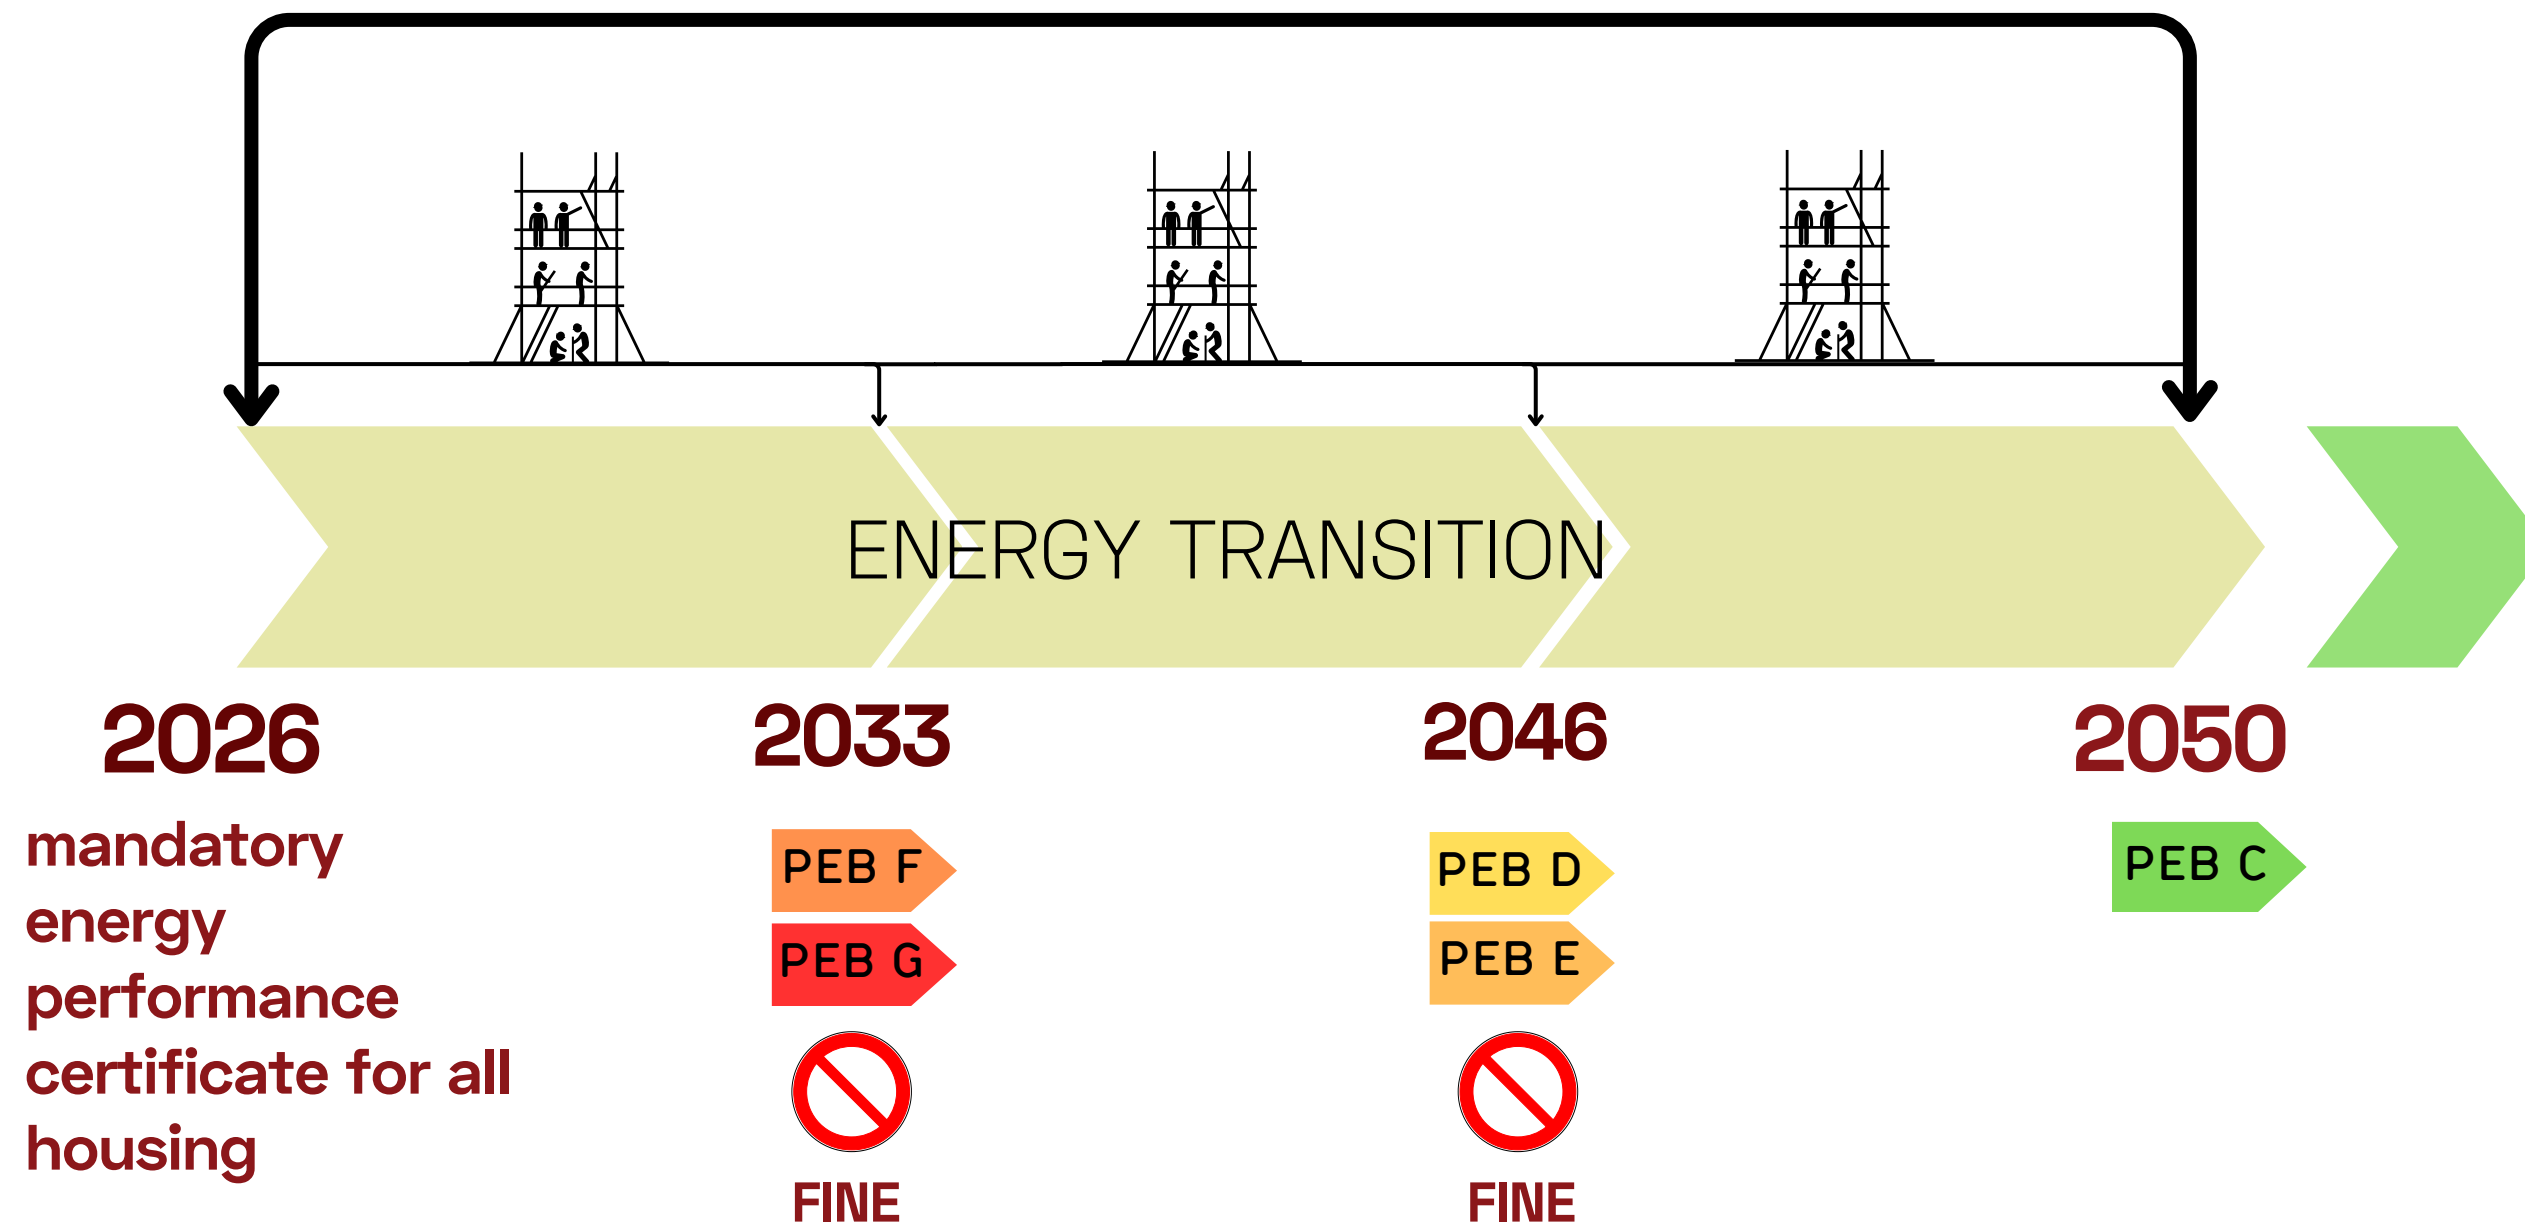 ENERGY TRANSITION
2026
mandatory
energy
performance
certificate for all
housing
2033
PEB F
PEB G
FINE
2046
PEB D
PEB E
FINE
2050
PEB C